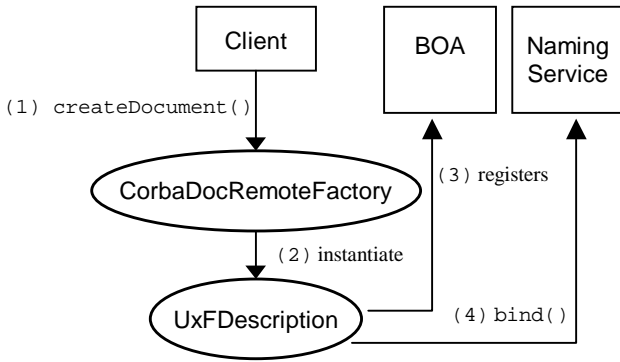 Client
BOA
Naming
Service
(1) createDocument()
CorbaDocRemoteFactory
(3) registers
(2) instantiate
UxFDescription
(4) bind()